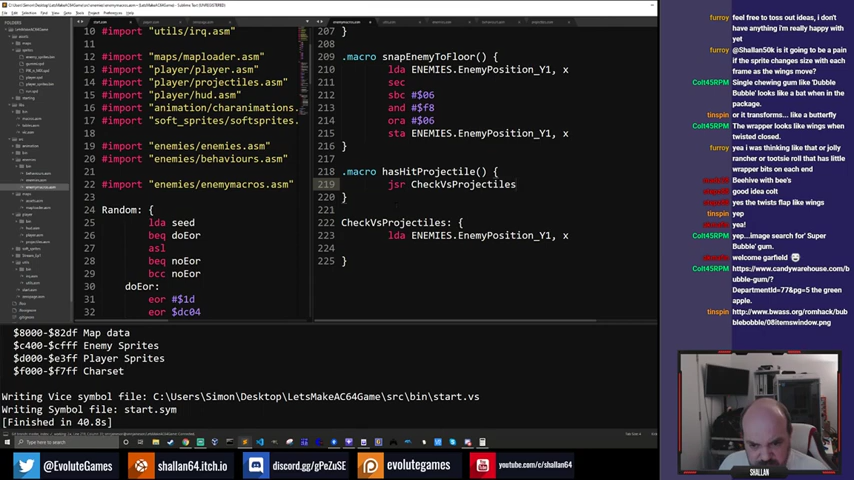 10 #import "utils/irq.asm"
11
12 #import "maps/maploader.asm"
13 #import "player/player.asm"
14 #import "player/projectiles.asm"
15 #import "player/hud.asm"
16 #import "animation/charanimations.
17 #import "soft_sprites/softsprites.
18
19 #import "enemies/enemies.asm"
20 #import "enemies/behaviours.asm"
21
22 #import "enemies/enemymacros.asm"
23
24 Random: {
25 lda seed
26 beq doEor
27 asl
28 beq noEor
29 bcc noEor
30 doEor:
31 eor #$1d
32 eor $dc04
207 }
208
209 .macro snapEnemyToFloor() {
210 lda ENEMIES.EnemyPosition_Y1, x
211 sec
212 sbc #$06
213 and #$f8
214 ora #$06
215 sta ENEMIES.EnemyPosition_Y1, x
216 }
217
218 .macro hasHitProjectile() {
219 jsr CheckVsProjectiles
220 }
221
222 CheckVsProjectiles: {
223 lda ENEMIES.EnemyPosition_Y1, x
224
225 }
$8000-$82df Map data
$c400-$cfff Enemy Sprites
$d000-$e3ff Player Sprites
$f000-$f7ff Charset
Writing Vice symbol file: C:\Users\Simon\Desktop\LetsMakeAC64Game\src\bin\start.vs
Writing Symbol file: start.sym
[Finished in 40.8s]
furroy feel free to toss out ideas, i don't
have anything i'm really happy with
yet
furroy @Shallan50k is it going to be a pain
if the sprite changes size with each
frame as the wings move?
Colt45RPM Single chewing gum like 'Dubble
Bubble' looks like a bat when in the
package.
tinspin or it transforms... like a butterfly
Colt45RPM The wrapper looks like wings when
twisted closed.
furroy yea i was thinking like that or jolly
rancher or tootsie roll that has little
wrapper bits on each end
Beehive with bee's
good idea colt
yes the twists flap like wings
tinspin yep
yea!
Colt45RPM yep...image search for 'Super
Bubble' gum.
welcome garfield
Colt45RPM https://www.candywarehouse.com/b
ubble-gum/?
DepartmentId=77&pg=5 the green
apple.
tinspin http://www.bwass.org/romhack/bub
blebobble/08itemswindow.png
Type here to search
@EvoluteGames
shallan64.itch.io
discord.gg/gPeZuSE
evolutegames
youtube.com/c/shallan64
SHALLAN